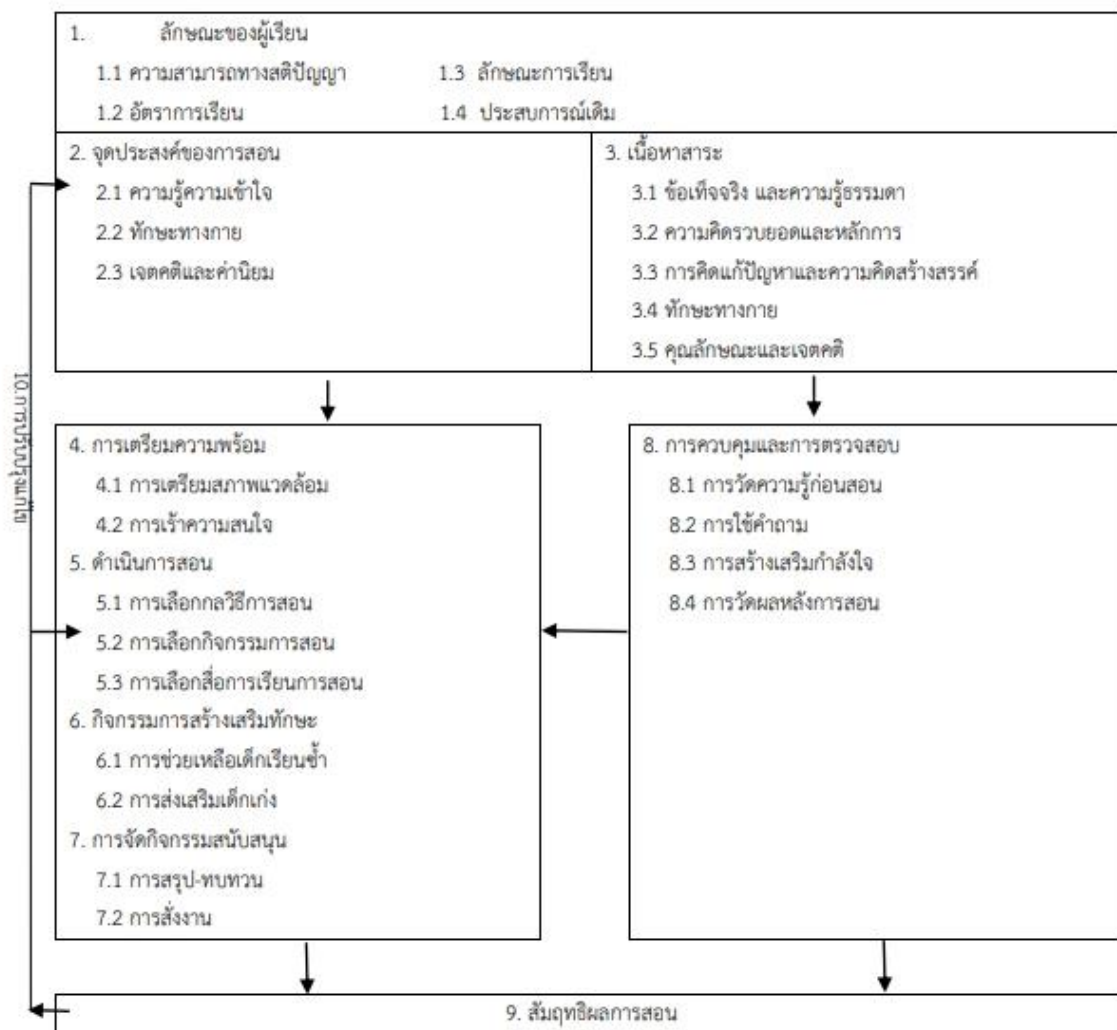 1. ลักษณะของผู้เรียน
1.1 ความสามารถทางสติปัญญา 1.3 ลักษณะการเรียน
1.2 อัตราการเรียน 1.4 ประสบการณ์เดิม
2. จุดประสงค์ของการสอน
2.1 ความรู้ความเข้าใจ
2.2 ทักษะทางกาย
2.3 เจตคติและค่านิยม
3. เนื้อหาสาระ
3.1 ข้อเท็จจริง และความรู้ธรรมดา
3.2 ความคิดรวบยอดและหลักการ
3.3 การคิดแก้ปัญหาและความคิดสร้างสรรค์
3.4 ทักษะทางกาย
3.5 คุณลักษณะและเจตคติ
4. การเตรียมความพร้อม
4.1 การเตรียมสภาพแวดล้อม
4.2 การเร้าความสนใจ
5. ดำเนินการสอน
5.1 การเลือกกลวิธีการสอน
5.2 การเลือกกิจกรรมการสอน
5.3 การเลือกสื่อการเรียนการสอน
6. กิจกรรมการสร้างเสริมทักษะ
6.1 การช่วยเหลือเด็กเรียนซ้ำ
6.2 การส่งเสริมเด็กเก่ง
7. การจัดกิจกรรมสนับสนุน
7.1 การสรุป-ทบทวน
7.2 การสั่งงาน
8. การควบคุมและการตรวจสอบ
8.1 การวัดความรู้ก่อนสอน
8.2 การใช้คำถาม
8.3 การสร้างเสริมกำลังใจ
8.4 การวัดผลหลังการสอน
9. สัมฤทธิผลการสอน
10.การปรับปรุงแก้ไข